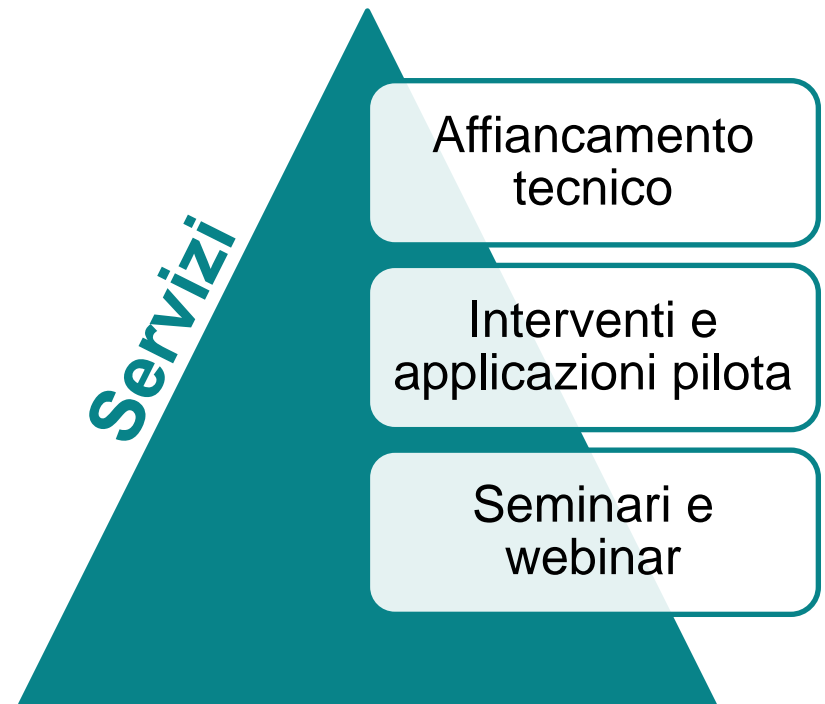 Servizi
Affiancamento
tecnico
Interventi e
applicazioni pilota
Seminari e
webinar